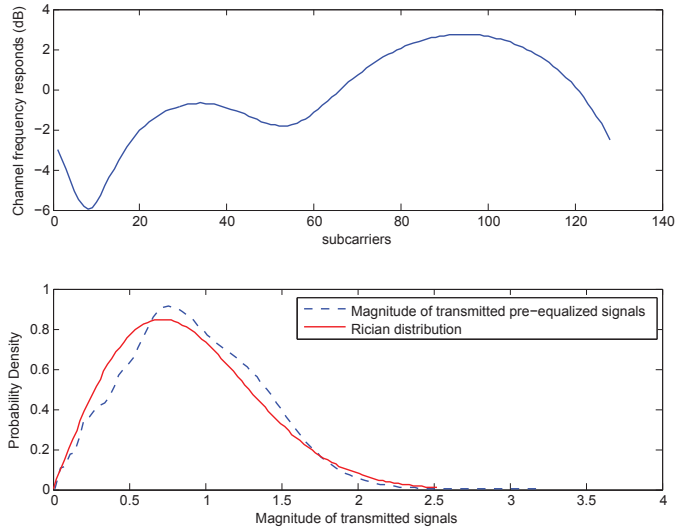 Channel frequency responds (dB)
4
2
0
−2
−4
−6
0 20 40 60 80 100 120 140
subcarriers
Probability Density
1
0.8
0.6
0.4
0.2
0
Magnitude of transmitted pre−equalized signals
Rician distribution
0 0.5 1 1.5 2 2.5 3 3.5 4
Magnitude of transmitted signals